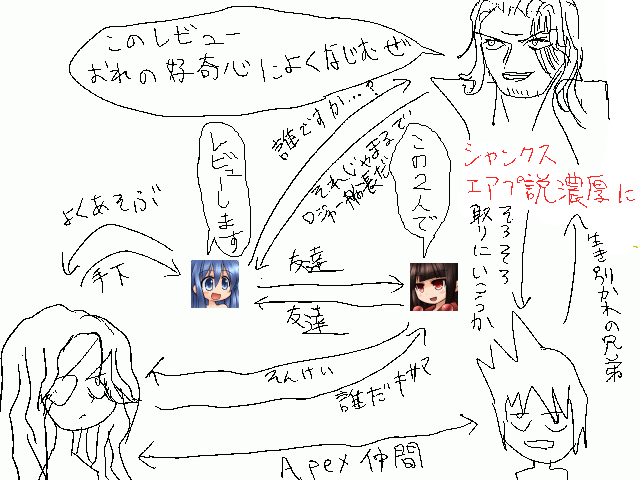 このレビュー
おれの好奇心によくなじむぜ
誰ですか…?
それじゃまるで
ロジャー船長だ
レビューします
この2人で
シャンクス
エアプ説濃厚に
よくあそぶ
手下
友達
友達
そろそろ
取りにいこうか
生き別かれの兄弟
そんけい
誰だキサマ
Apex仲間